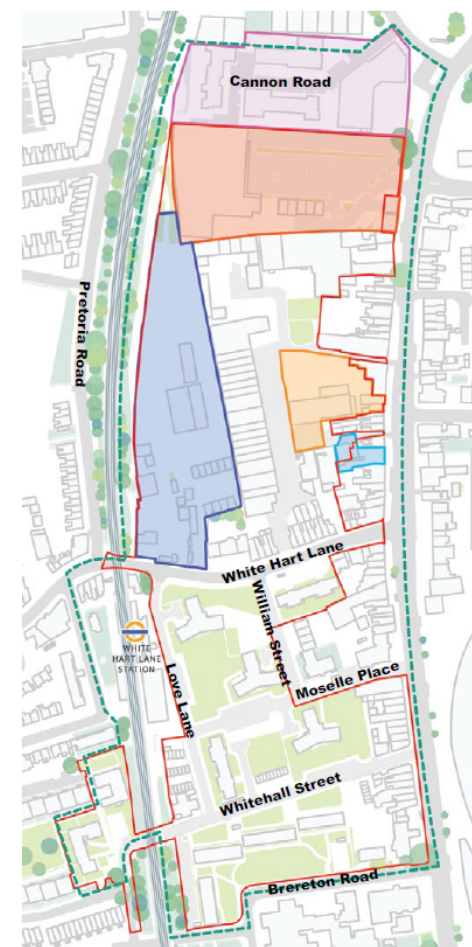 Cannon Road
Pretoria Road
White Hart Lane
William Street
WHITE
HART LANE
STATION
Love Lane
Moselle Place
Whitehall Street
Brereton Road